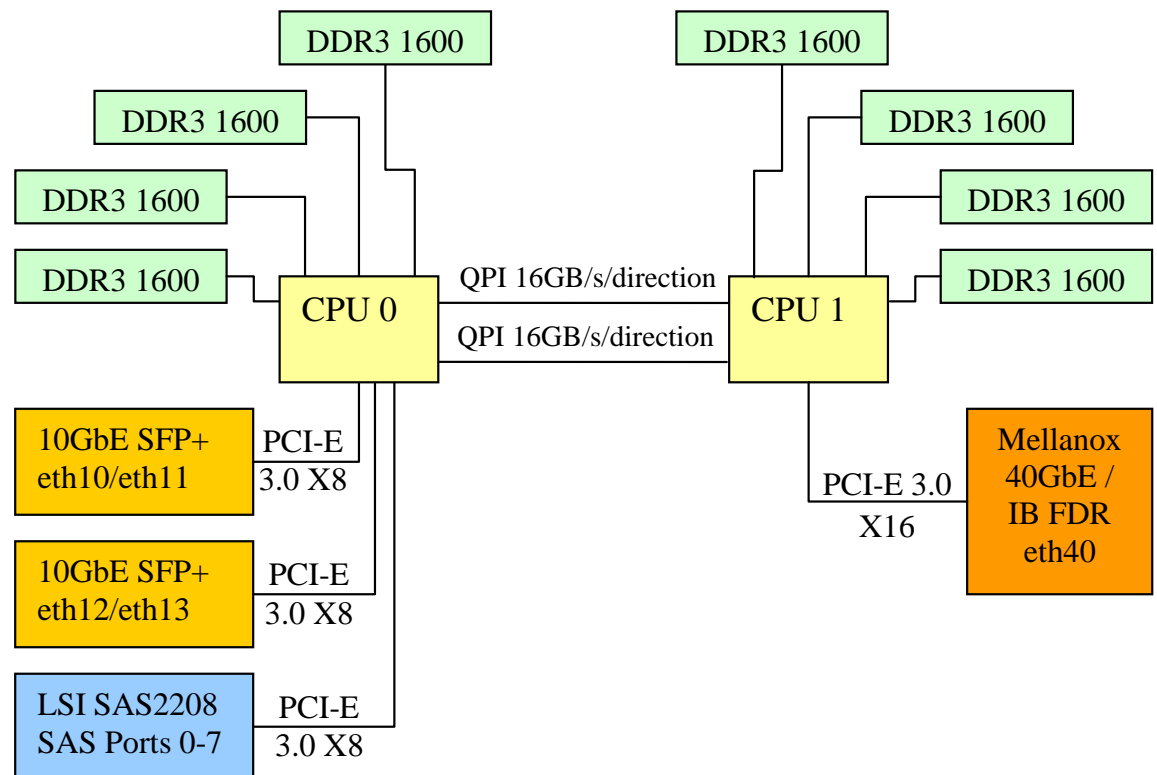 DDR3 1600
DDR3 1600
DDR3 1600
DDR3 1600
DDR3 1600
DDR3 1600
DDR3 1600
DDR3 1600
CPU 0
QPI 16GB/s/direction
QPI 16GB/s/direction
CPU 1
10GbE SFP+
eth10/eth11
PCI-E
3.0 X8
10GbE SFP+
eth12/eth13
PCI-E
3.0 X8
LSI SAS2208
SAS Ports 0-7
PCI-E
3.0 X8
PCI-E 3.0
X16
Mellanox
40GbE /
IB FDR
eth40